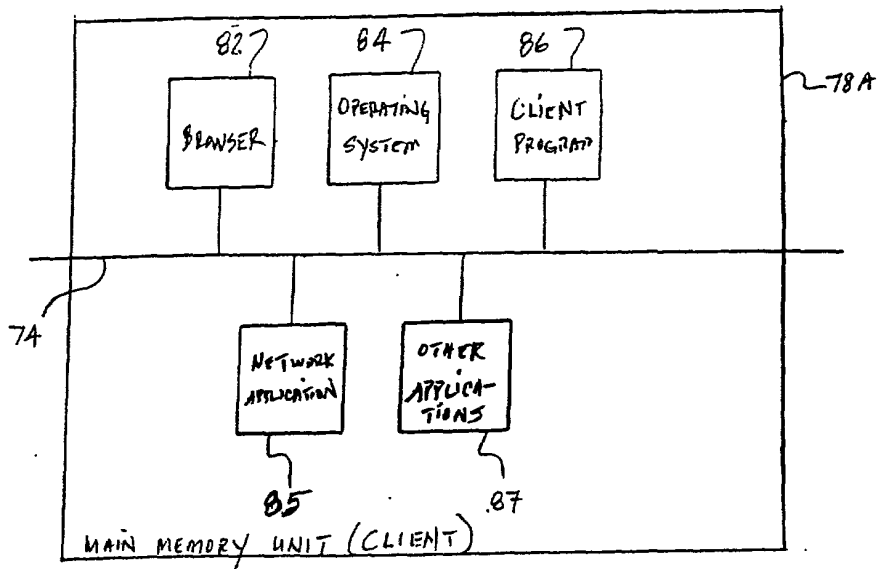 82
84
86
78A
BROWSER
OPERATING
SYSTEM
CLIENT
PROGRAM
74
NETWORK
APPLICATION
OTHER
APPLICA-
TIONS
85
87
MAIN MEMORY UNIT (CLIENT)